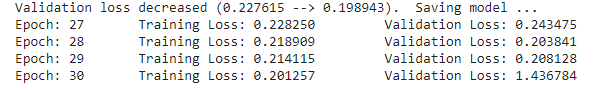 Validation loss decreased (0.227615 --> 0.198943).  Saving model ...
Epoch: 27 	Training Loss: 0.228250 	Validation Loss: 0.243475
Epoch: 28 	Training Loss: 0.218909 	Validation Loss: 0.203841
Epoch: 29 	Training Loss: 0.214115 	Validation Loss: 0.208128
Epoch: 30 	Training Loss: 0.201257 	Validation Loss: 1.436784